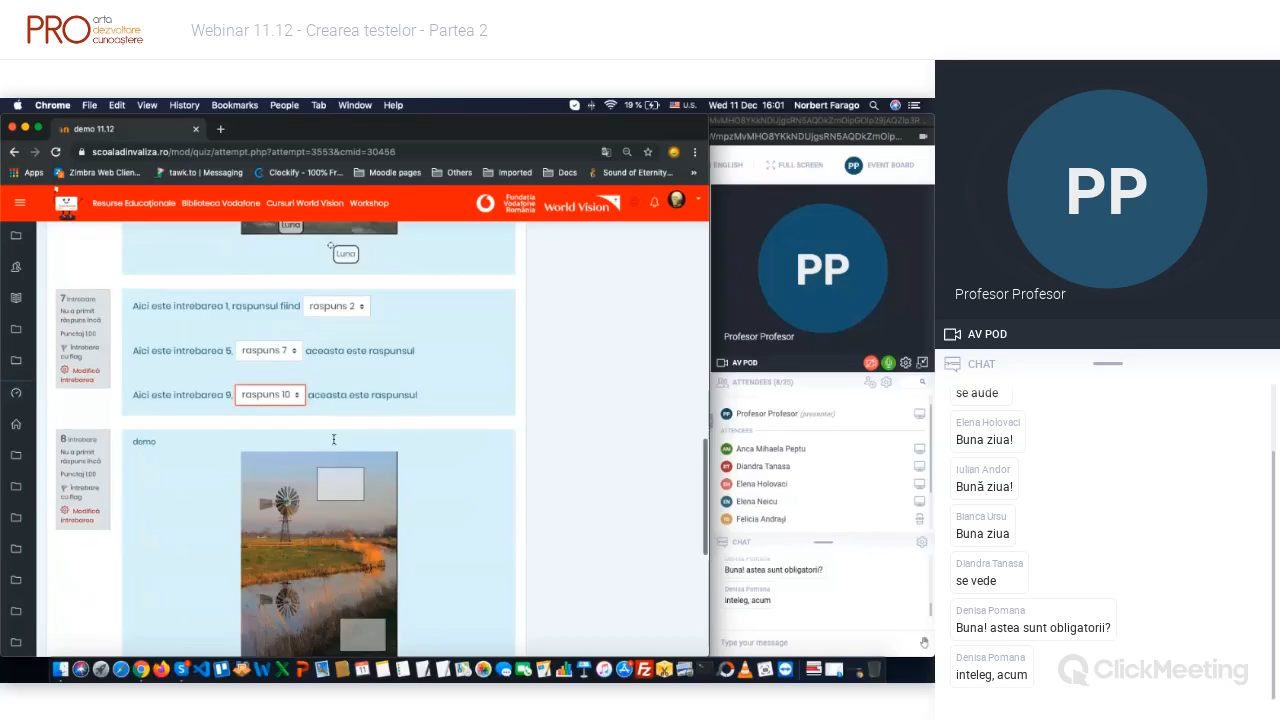 PRO arta dezvoltare cunoaștere
Webinar 11.12 - Crearea testelor - Partea 2
Chrome File Edit View History Bookmarks People Tab Window Help
19 % U.S. Wed 11 Dec 16:01 Norbert Farago
demo 11.12
scoaladinvaliza.ro/mod/quiz/attempt.php?attempt=3553&cmid=30456
Apps Zimbra Web Clien... tawk.to | Messaging Clockify - 100% Fr... Moodle pages Others Imported Docs Sound of Eternity...
Resurse Educaționale Biblioteca Vodafone Cursuri World Vision Workshop
Fundația Vodafone România
World Vision
Luna
Luna
7 Întrebare
Nu a primit răspuns încă
Punctaj 1,00
Întrebare cu flag
Modifică întrebarea
Aici este intrebarea 1, raspunsul fiind raspuns 2
Aici este intrebarea 5, raspuns 7 aceasta este raspunsul
Aici este intrebarea 9, raspuns 10 aceasta este raspunsul
8 Întrebare
Nu a primit răspuns încă
Punctaj 1,00
Întrebare cu flag
Modifică întrebarea
demo
ENGLISH FULL SCREEN PP EVENT BOARD
PP
Profesor Profesor
AV POD
ATTENDEES (8/25)
PP Profesor Profesor (presenter)
ATTENDEES
Anca Mihaela Peptu
DT Diandra Tanasa
EH Elena Holovaci
EN Elena Neicu
Felicia Andrași
CHAT
Buna! astea sunt obligatorii?
Denisa Pomana
inteleg, acum
Type your message
PP
Profesor Profesor
AV POD
CHAT
se aude
Elena Holovaci
Buna ziua!
Iulian Andor
Bună ziua!
Bianca Ursu
Buna ziua
Diandra Tanasa
se vede
Denisa Pomana
Buna! astea sunt obligatorii?
Denisa Pomana
inteleg, acum
ClickMeeting